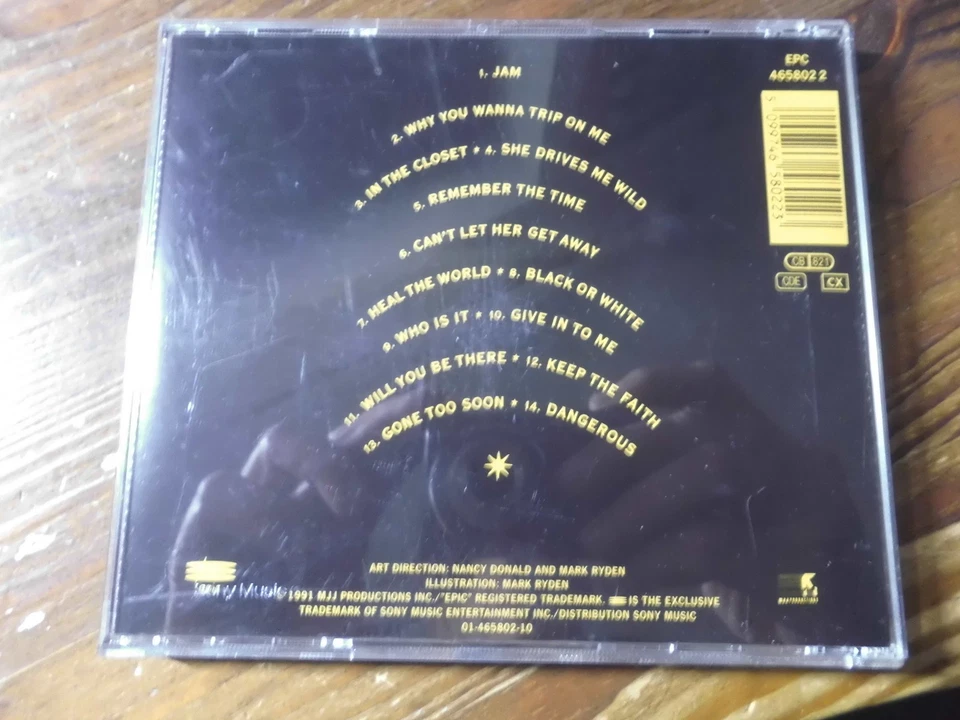 1. JAM
2. WHY YOU WANNA TRIP ON ME
3. IN THE CLOSET * 4. SHE DRIVES ME WILD
5. REMEMBER THE TIME
6. CAN'T LET HER GET AWAY
7. HEAL THE WORLD * 8. BLACK OR WHITE
9. WHO IS IT * 10. GIVE IN TO ME
11. WILL YOU BE THERE * 12. KEEP THE FAITH
13. GONE TOO SOON * 14. DANGEROUS
EPC
465802 2
5 099746 580223
CB 821
CDE CX
ART DIRECTION: NANCY DONALD AND MARK RYDEN
ILLUSTRATION: MARK RYDEN
Sony Music
1991 MJJ PRODUCTIONS INC./"EPIC" REGISTERED TRADEMARK. IS THE EXCLUSIVE
TRADEMARK OF SONY MUSIC ENTERTAINMENT INC./DISTRIBUTION SONY MUSIC
01-465802-10